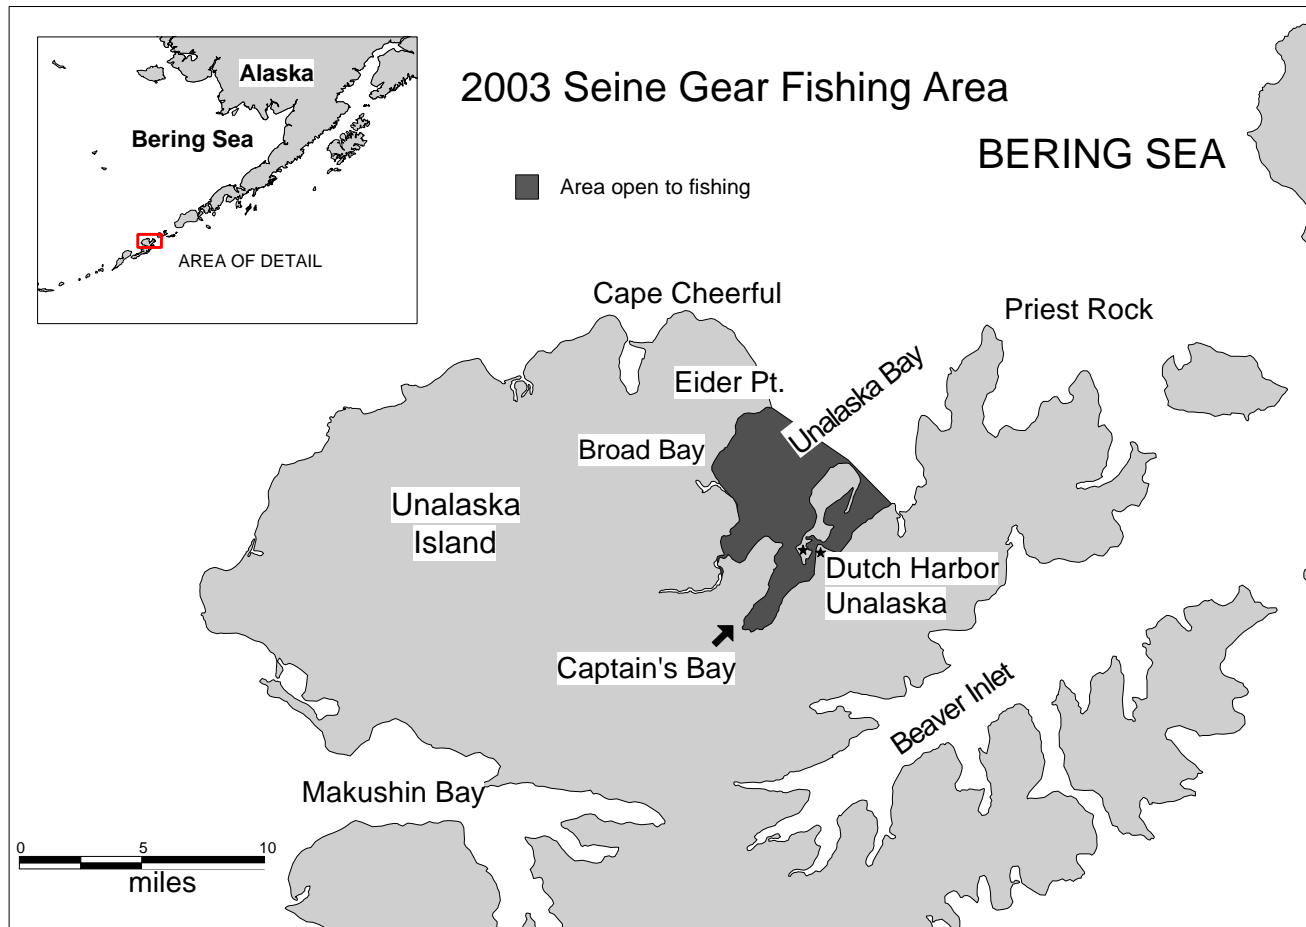 Alaska
Bering Sea
AREA OF DETAIL
2003 Seine Gear Fishing Area
BERING SEA
Area open to fishing
Cape Cheerful
Priest Rock
Eider Pt.
Unalaska Bay
Broad Bay
Unalaska
Island
Dutch Harbor
Unalaska
Captain's Bay
Beaver Inlet
Makushin Bay
0 5 10
miles